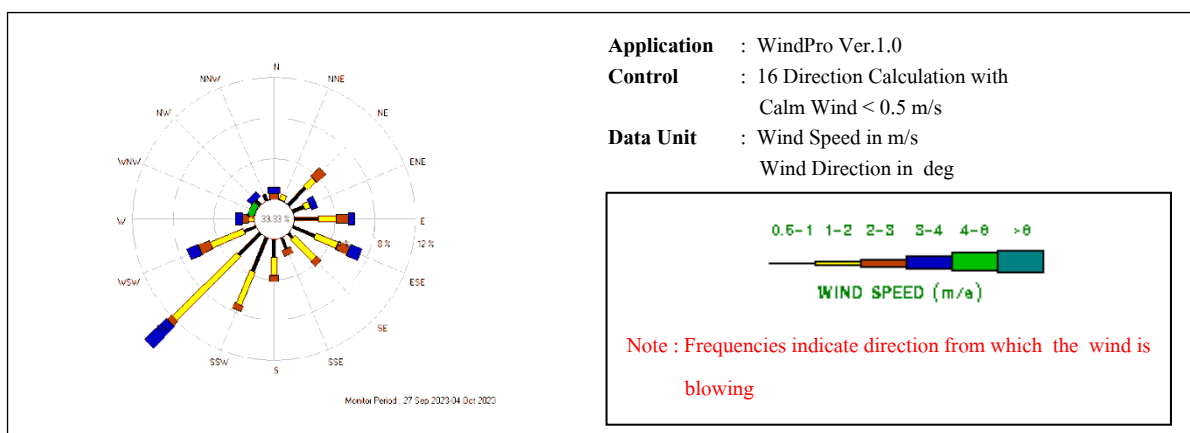 N
NNW
NNE
NW
NE
WNW
ENE
33.33 %
W
E
8 %
12 %
WSW
ESE
SE
SSW
SSE
S
Monitor Period : 27 Sep 2023-04 Oct 2023
Application : WindPro Ver.1.0
Control : 16 Direction Calculation with
Calm Wind < 0.5 m/s
Data Unit : Wind Speed in m/s
Wind Direction in deg
0.5-1 1-2 2-3 3-4 4-6 >6
WIND SPEED (m/s)
Note : Frequencies indicate direction from which the wind is
blowing